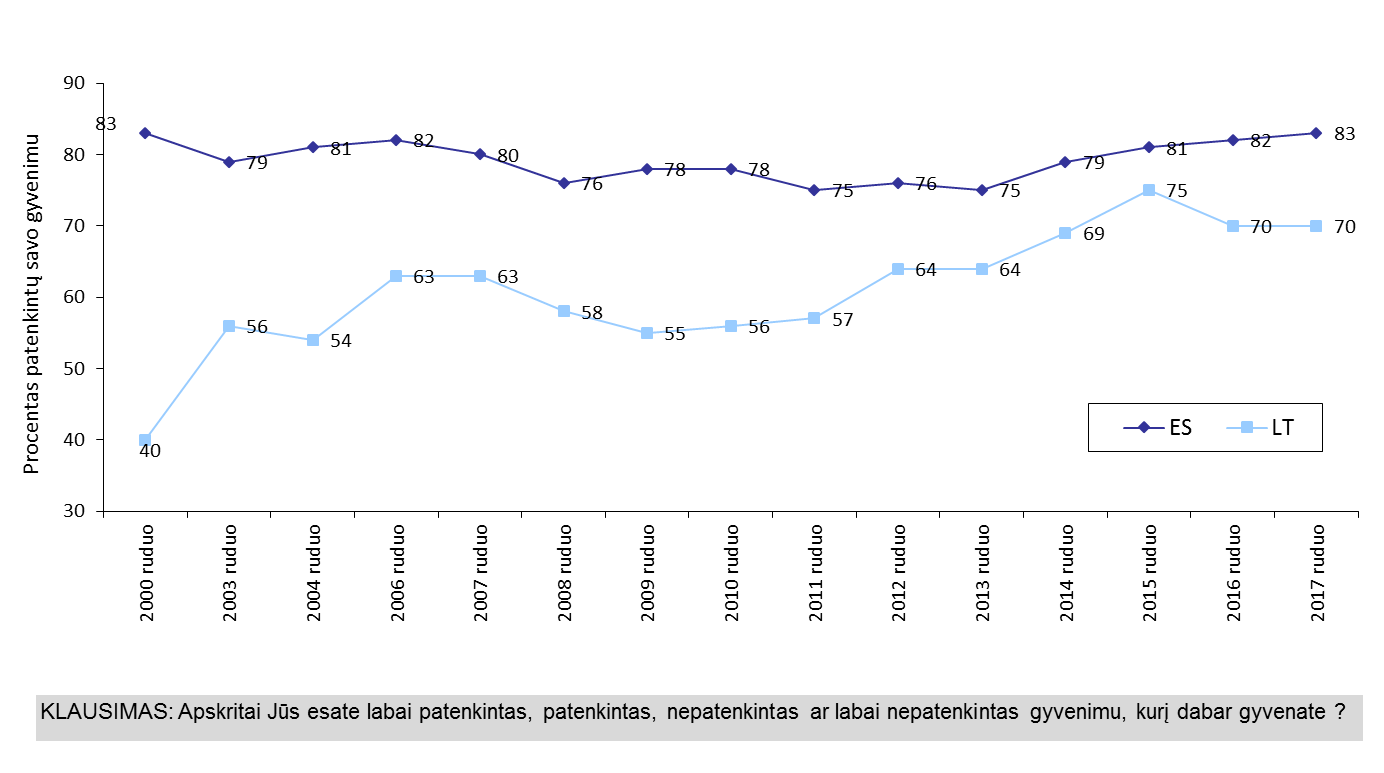 Procentas patenkintų savo gyvenimu
90
80
70
60
50
40
30
83
79
81
82
80
76
78
78
75
76
75
79
81
82
83
40
56
54
63
63
58
55
56
57
64
64
69
75
70
70
ES
LT
2000 ruduo
2003 ruduo
2004 ruduo
2006 ruduo
2007 ruduo
2008 ruduo
2009 ruduo
2010 ruduo
2011 ruduo
2012 ruduo
2013 ruduo
2014 ruduo
2015 ruduo
2016 ruduo
2017 ruduo
KLAUSIMAS: Apskritai Jūs esate labai patenkintas, patenkintas, nepatenkintas ar labai nepatenkintas gyvenimu, kurį dabar gyvenate ?